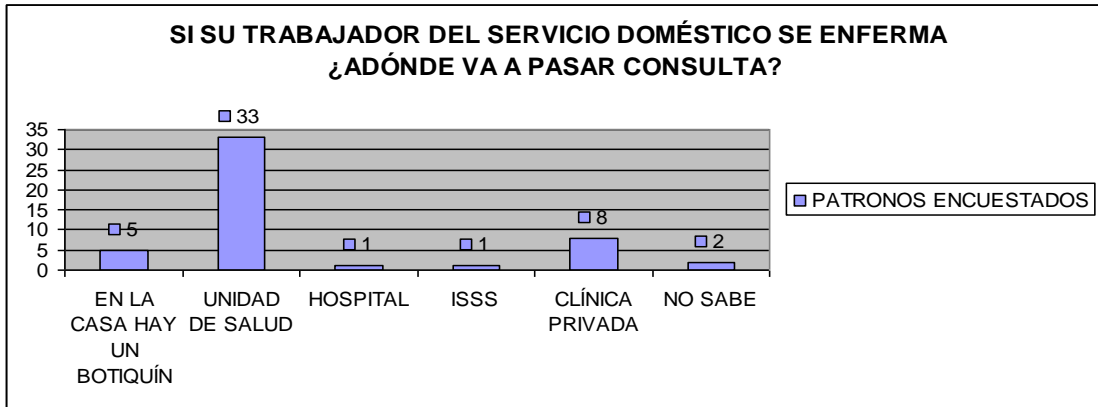 SI SU TRABAJADOR DEL SERVICIO DOMÉSTICO SE ENFERMA
¿ADÓNDE VA A PASAR CONSULTA?
35
30
25
20
15
10
5
0
5
33
1
1
8
2
EN LA
CASA HAY
UN
BOTIQUÍN
UNIDAD
DE SALUD
HOSPITAL
ISSS
CLÍNICA
PRIVADA
NO SABE
PATRONOS ENCUESTADOS